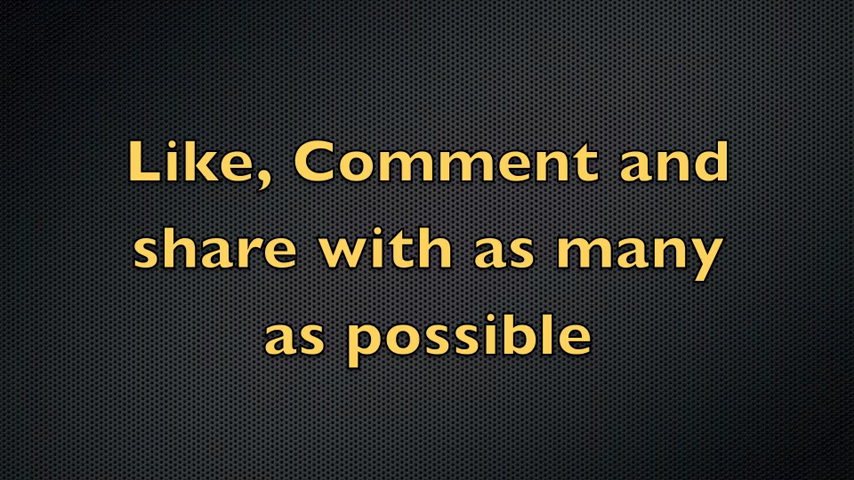 Like, Comment and
share with as many
as possible